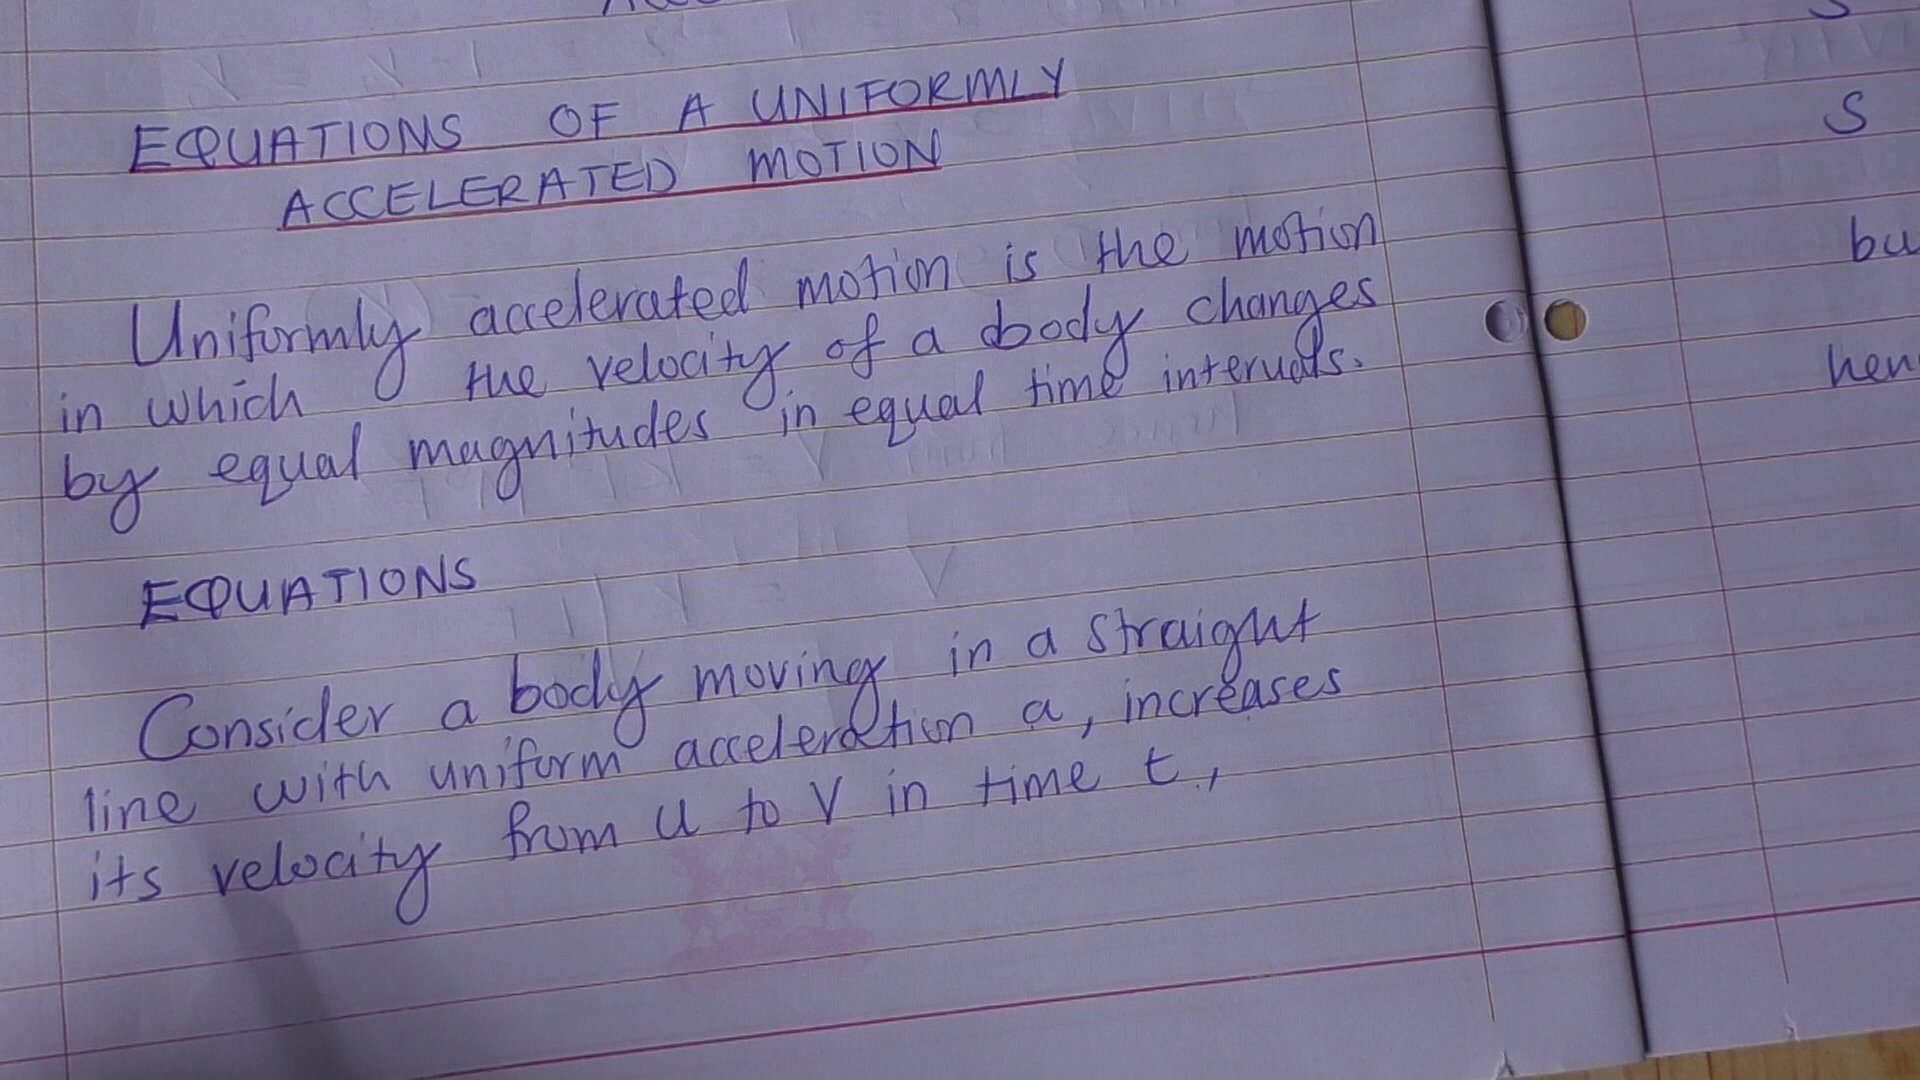 EQUATIONS OF A UNIFORMLY
ACCELERATED MOTION
Uniformly accelerated motion is the motion
in which the velocity of a body changes
by equal magnitudes in equal time intervals.
EQUATIONS
Consider a body moving in a straight
line with uniform acceleration a, increases
its velocity from u to V in time t,
S
bu
hen